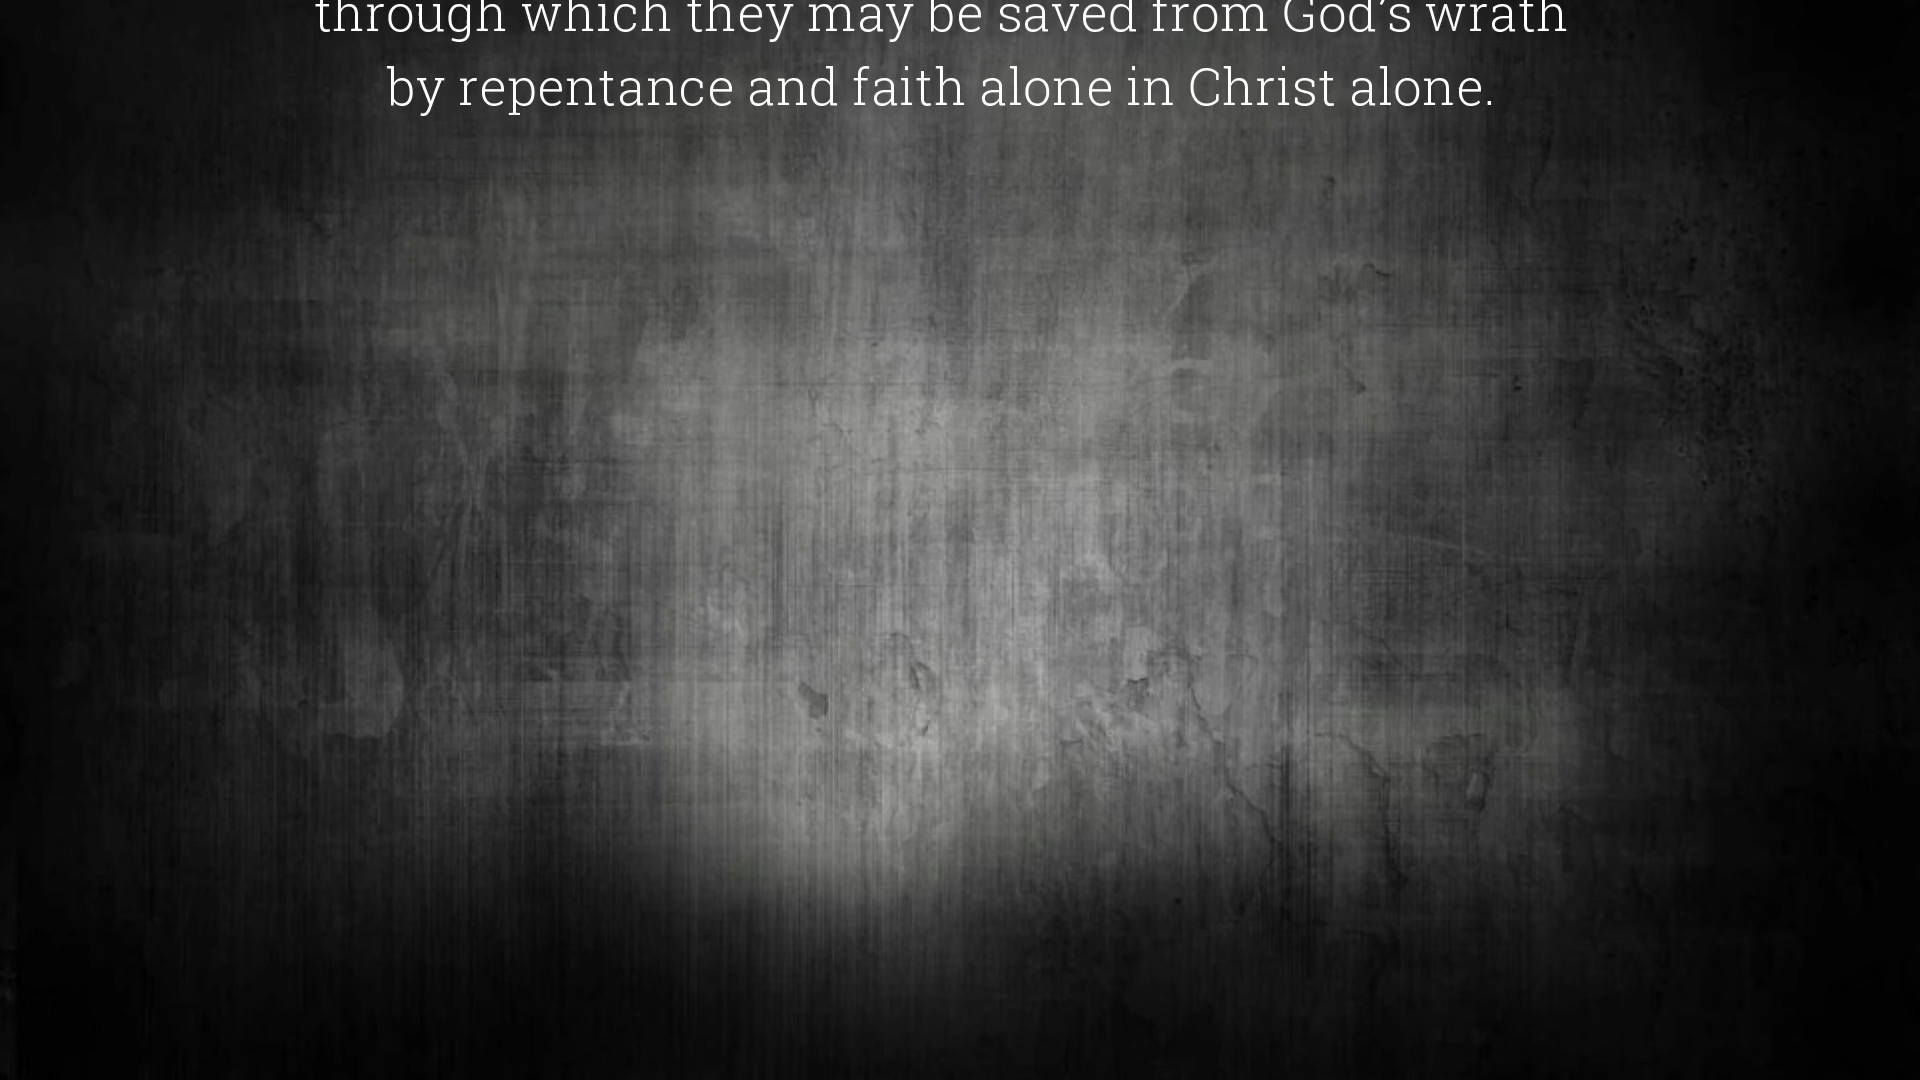 through which they may be saved from God's wrath
by repentance and faith alone in Christ alone.